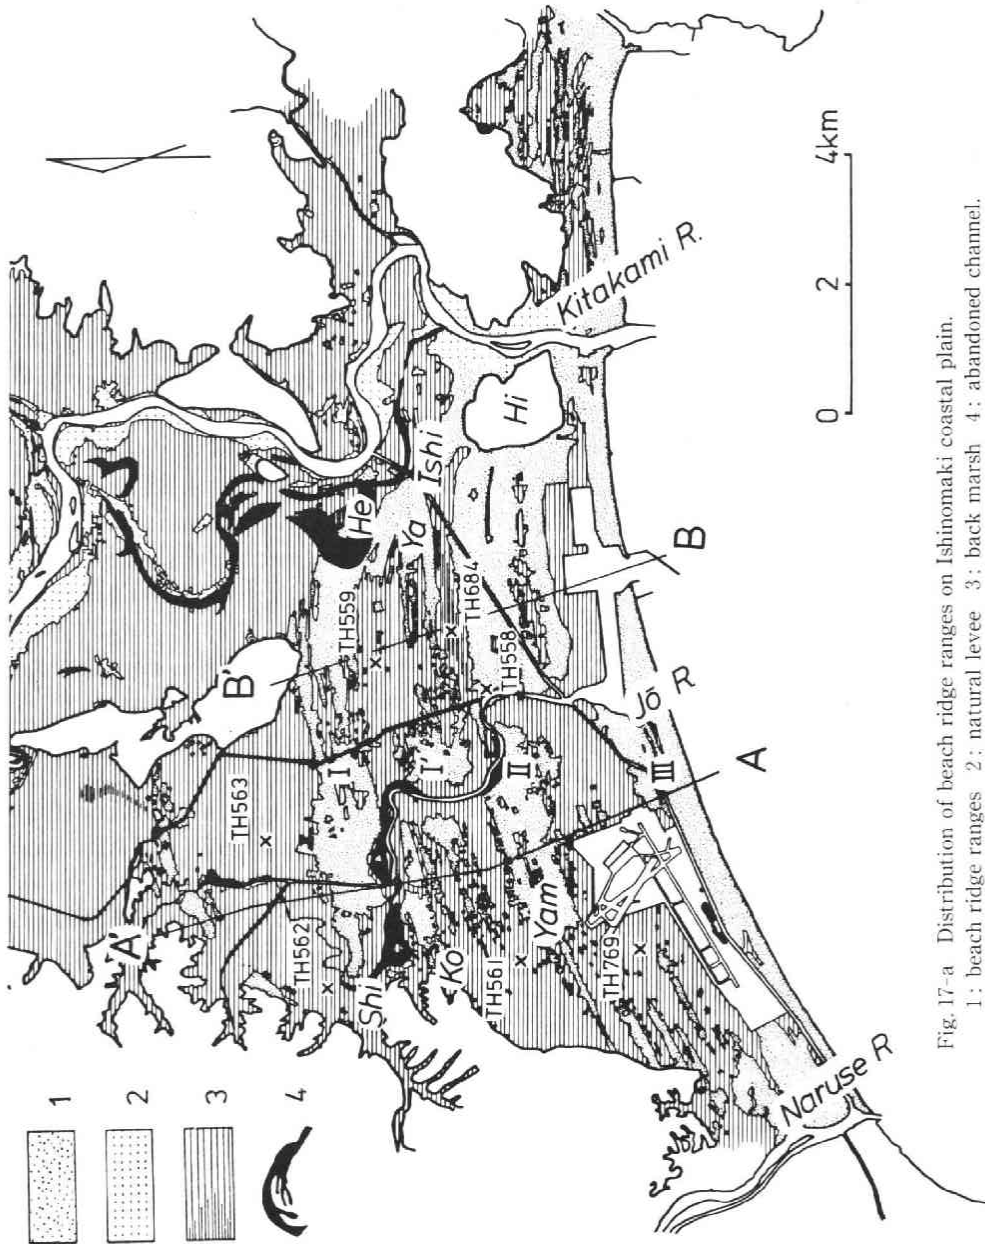 1
2
3
4
A'
TH563
TH562
Shi
Ko
TH561
Yam
TH769
I
I'
II
III
A
B'
TH559
TH684
TH558
B
He
Ya
Ishi
Hi
Kitakami R.
Jō R
Naruse R
0
2
4km
Fig. 17-a Distribution of beach ridge ranges on Ishinomaki coastal plain.
1 : beach ridge ranges 2 : natural levee 3 : back marsh 4 : abandoned channel.